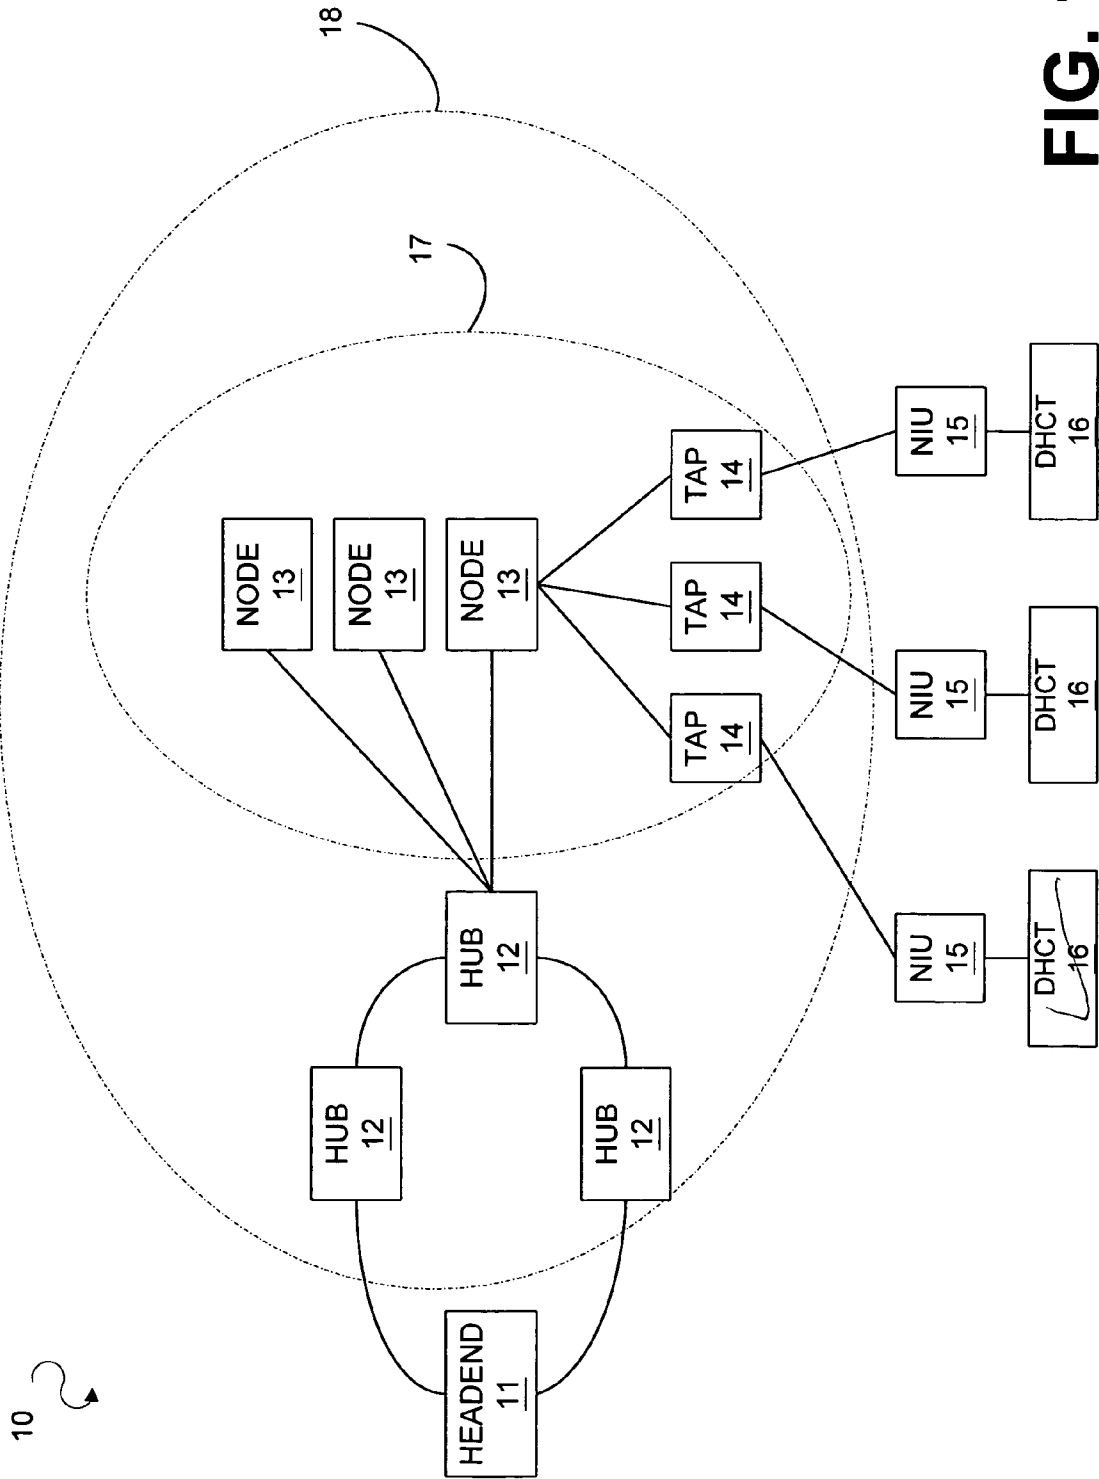 10
NODE
13
18
HUB
12
NODE
13
17
HEADEND
11
HUB
12
NODE
13
HUB
12
TAP
14
TAP
14
TAP
14
NIU
15
NIU
15
NIU
15
DHCT
16
DHCT
16
DHCT
16
FIG.